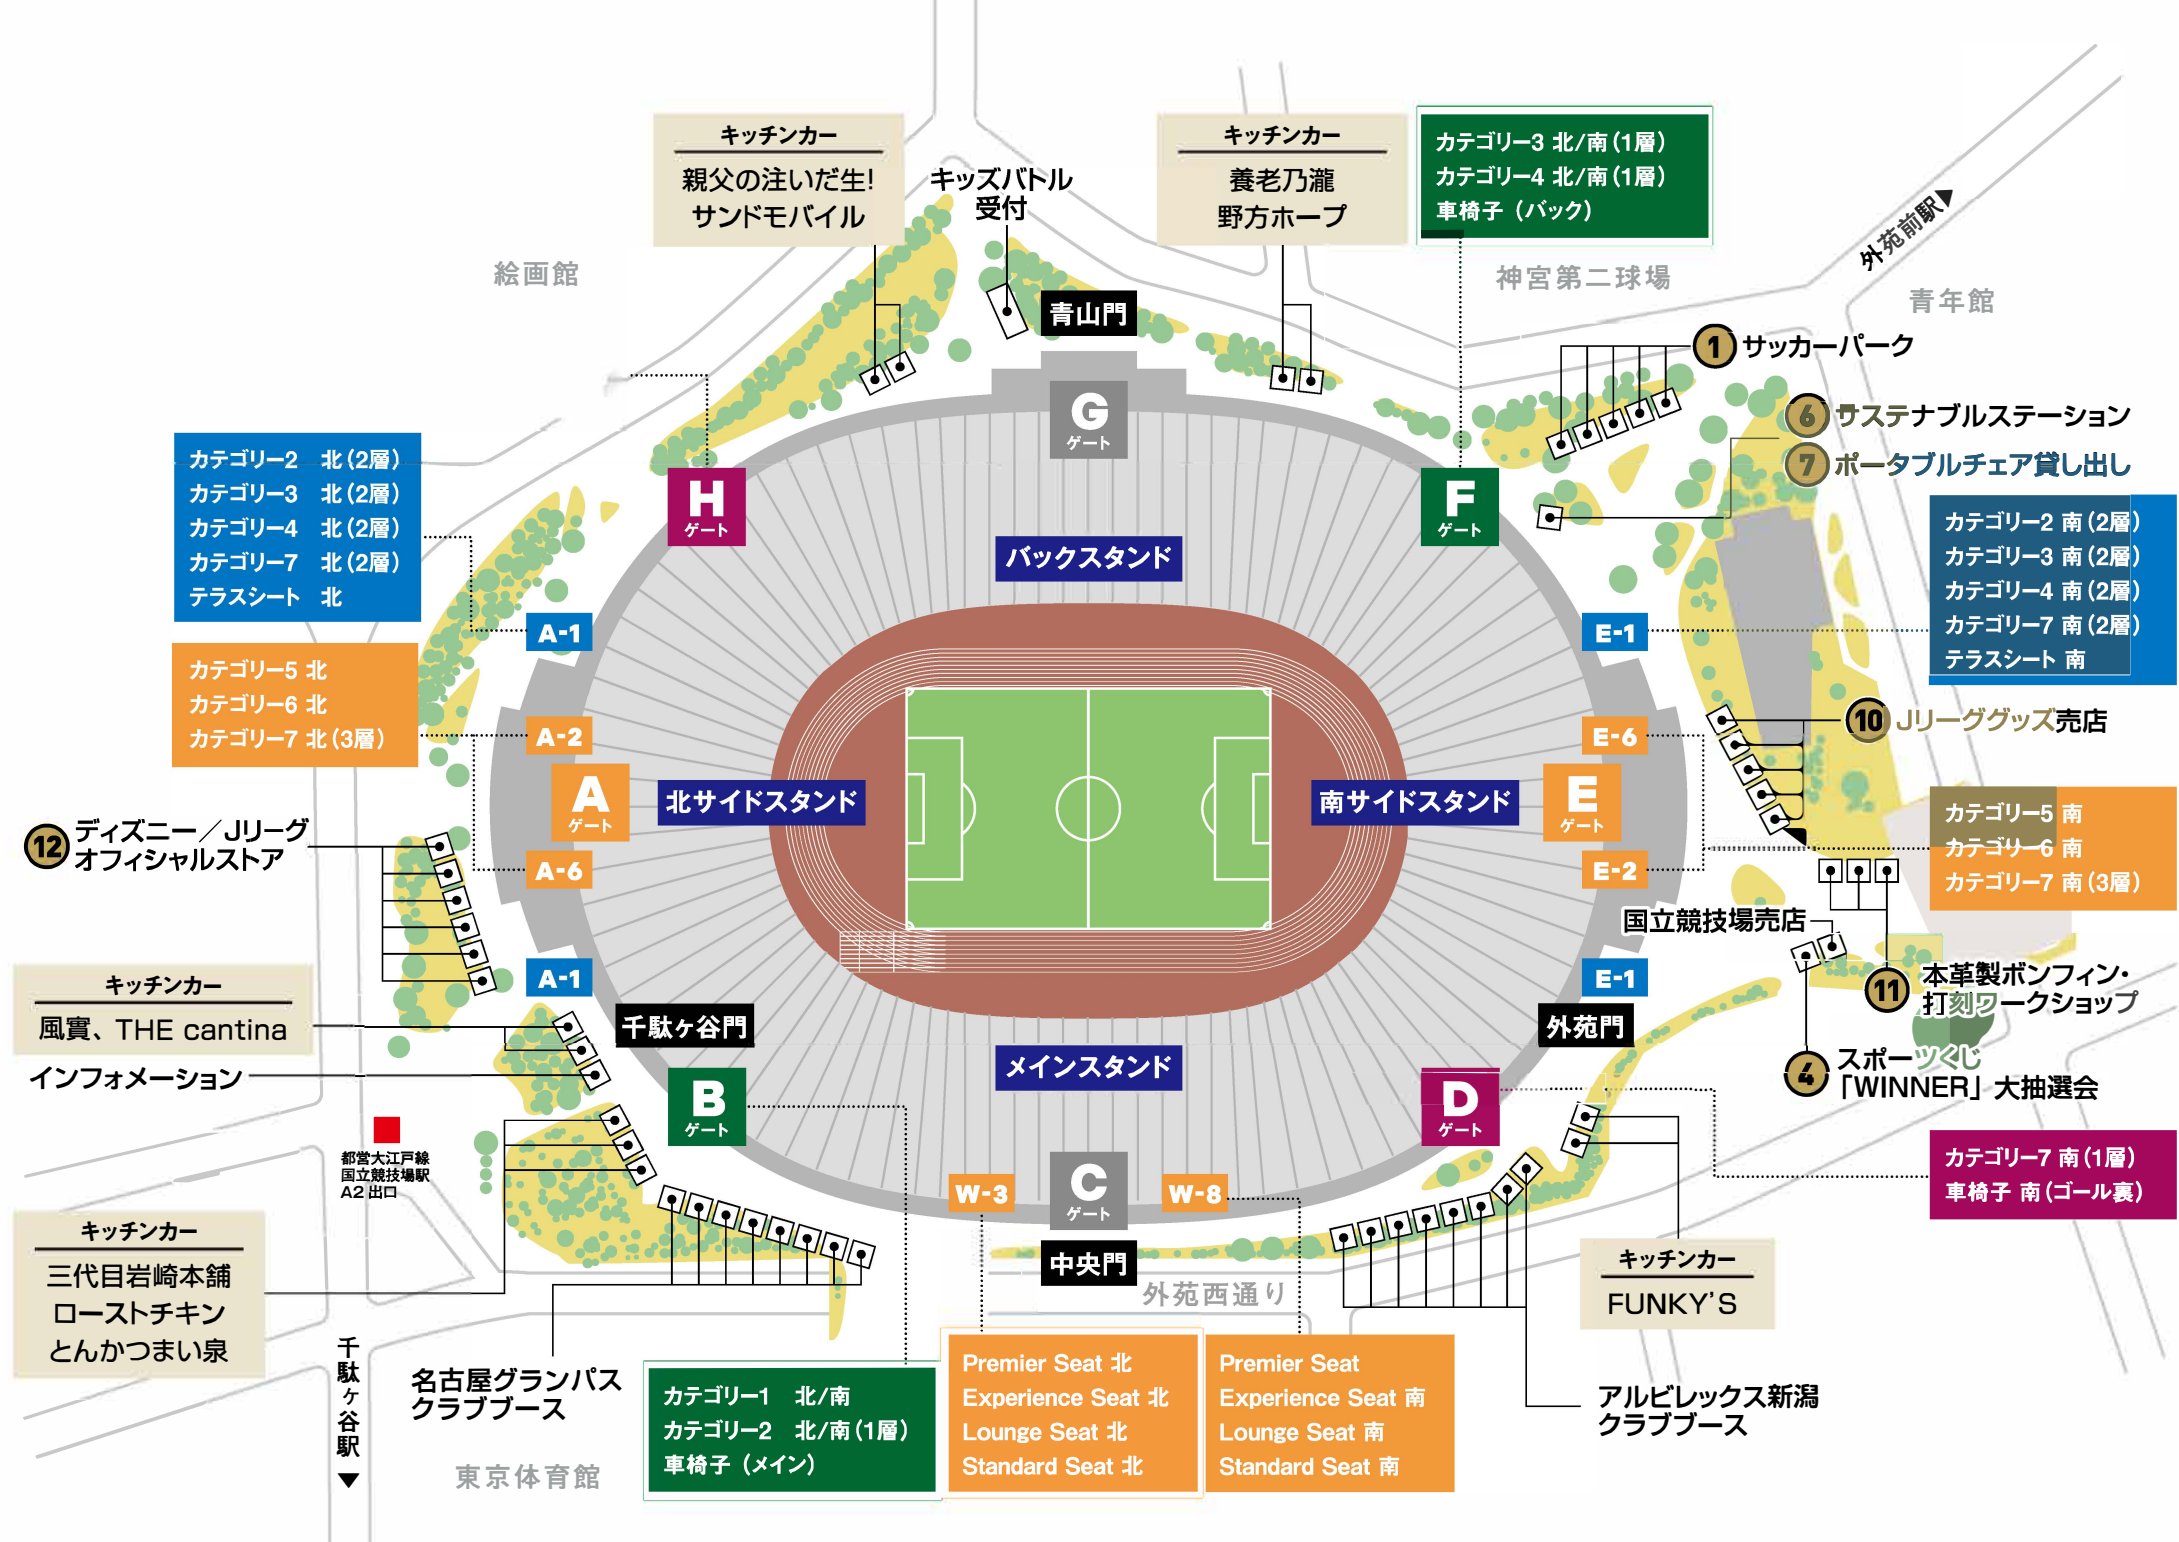 キッチンカー
親父の注いだ生!
サンドモバイル
キッズバトル
受付
キッチンカー
養老乃瀧
野方ホープ
カテゴリー3 北/南(1層)
カテゴリー4 北/南(1層)
車椅子(バック)
外苑前駅▶
絵画館
青山門
神宮第二球場
青年館
1 サッカーパーク
6 サステナブルステーション
7 ポータブルチェア貸し出し
G
ゲート
H
ゲート
F
ゲート
バックスタンド
カテゴリー2 北(2層)
カテゴリー3 北(2層)
カテゴリー4 北(2層)
カテゴリー7 北(2層)
テラスシート 北
カテゴリー2 南(2層)
カテゴリー3 南(2層)
カテゴリー4 南(2層)
カテゴリー7 南(2層)
テラスシート 南
A-1
E-1
カテゴリー5 北
カテゴリー6 北
カテゴリー7 北(3層)
A-2
E-6
10 Jリーググッズ売店
A
ゲート
北サイドスタンド
南サイドスタンド
E
ゲート
カテゴリー5 南
カテゴリー6 南
カテゴリー7 南(3層)
12 ディズニー/Jリーグ
オフィシャルストア
A-6
E-2
国立競技場売店
A-1
E-1
11 本革製ボンフィン・
打刻ワークショップ
キッチンカー
風實、THE cantina
インフォメーション
千駄ヶ谷門
外苑門
メインスタンド
4 スポーツくじ
「WINNER」大抽選会
B
ゲート
D
ゲート
都営大江戸線
国立競技場駅
A2 出口
カテゴリー7 南(1層)
車椅子 南(ゴール裏)
W-3
C
ゲート
W-8
キッチンカー
三代目岩崎本舗
ローストチキン
とんかつまい泉
中央門
外苑西通り
キッチンカー
FUNKY'S
千駄ヶ谷駅▼
名古屋グランパス
クラブブース
カテゴリー1 北/南
カテゴリー2 北/南(1層)
車椅子(メイン)
Premier Seat 北
Experience Seat 北
Lounge Seat 北
Standard Seat 北
Premier Seat
Experience Seat 南
Lounge Seat 南
Standard Seat 南
アルビレックス新潟
クラブブース
東京体育館